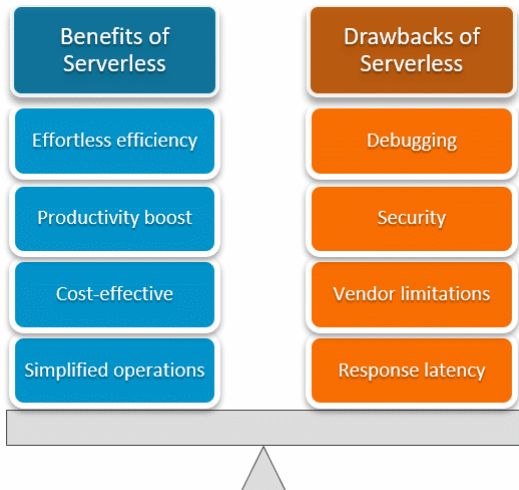 Benefits of
Serverless
Effortless efficiency
Productivity boost
Cost-effective
Simplified operations
Drawbacks of
Serverless
Debugging
Security
Vendor limitations
Response latency